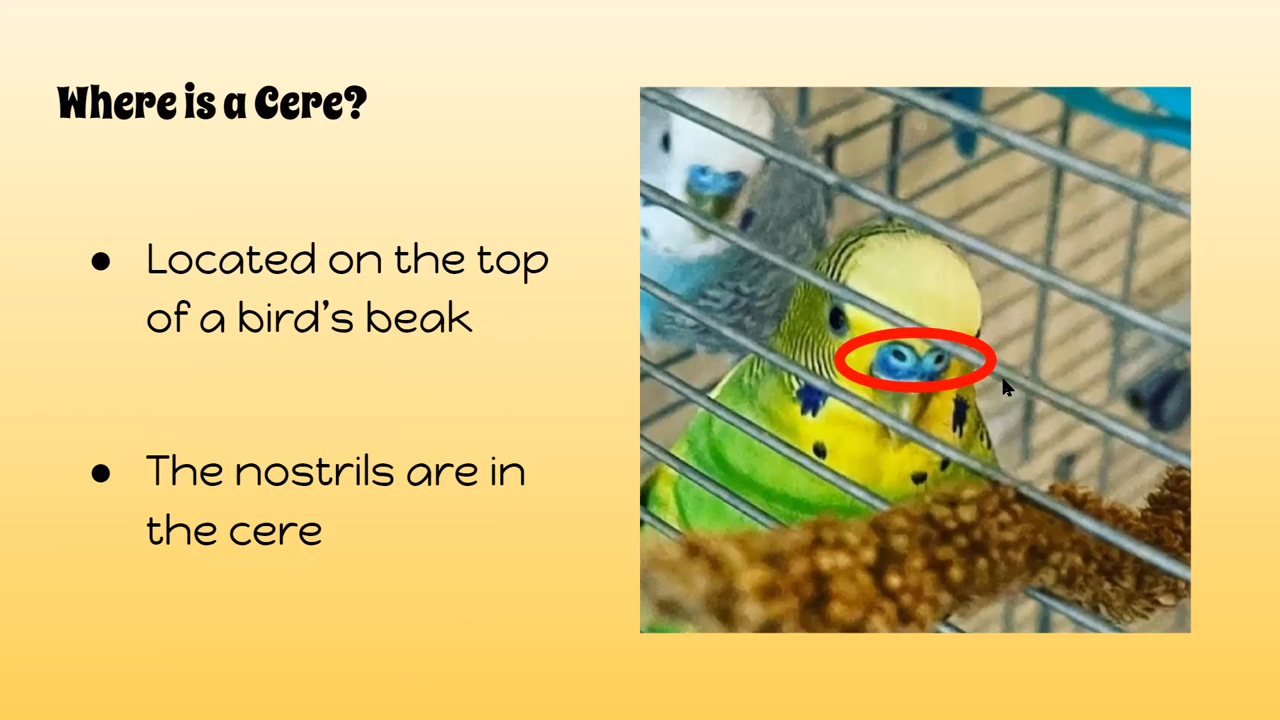 Where is a Cere?
● Located on the top
of a bird's beak
● The nostrils are in
the cere